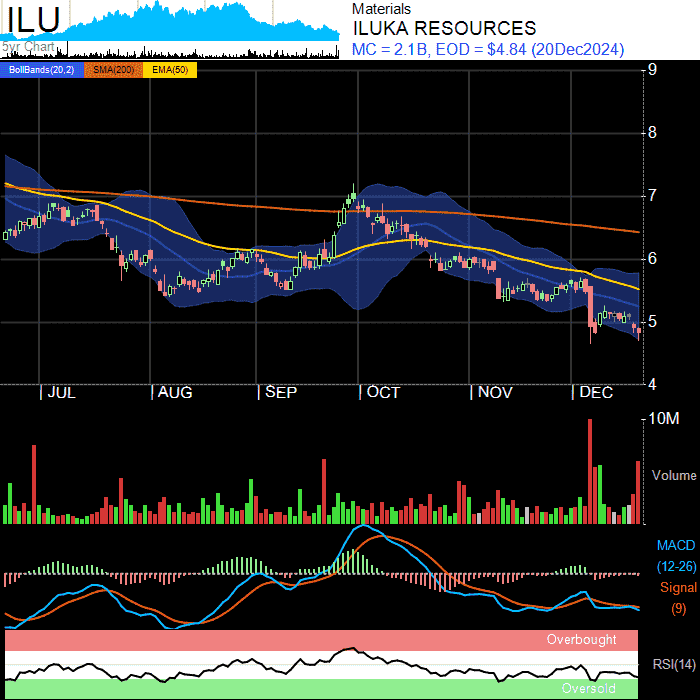 ILU
5yr Chart
Materials
ILUKA RESOURCES
MC = 2.1B, EOD = $4.84 (20Dec2024)
BollBands(20,2) SMA(200) EMA(50)
9
8
7
6
5
4
JUL AUG SEP OCT NOV DEC
10M
Volume
MACD
(12-26)
Signal
(9)
Overbought
RSI(14)
Oversold